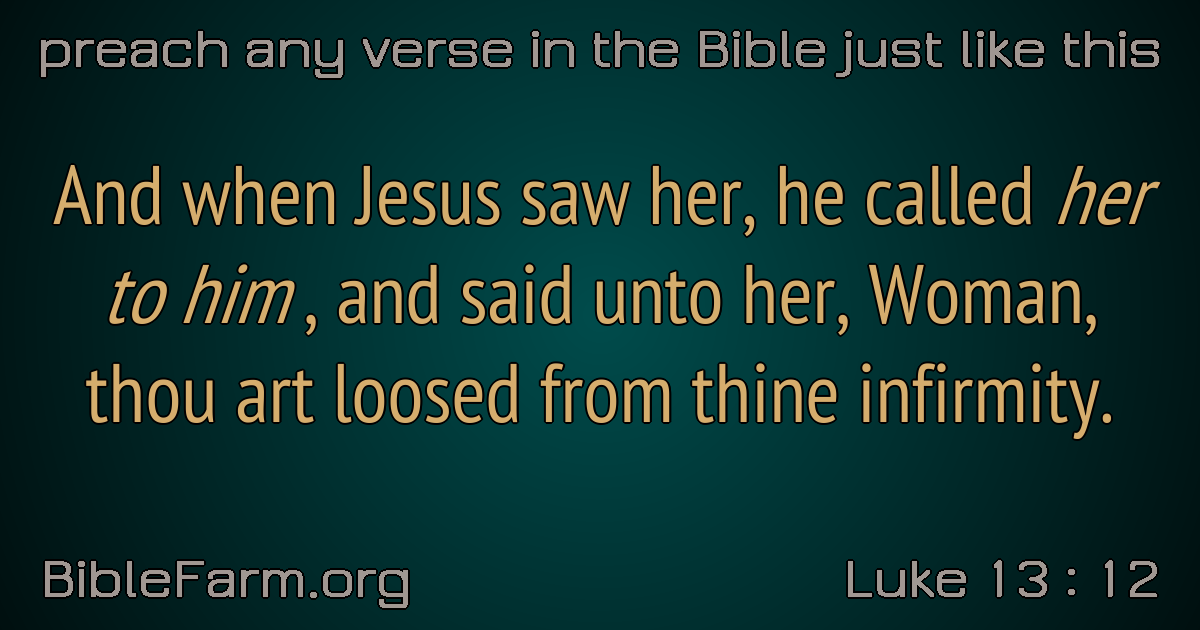 preach any verse in the Bible just like this
And when Jesus saw her, he called her
to him , and said unto her, Woman,
thou art loosed from thine infirmity.
BibleFarm.org
Luke 13 : 12